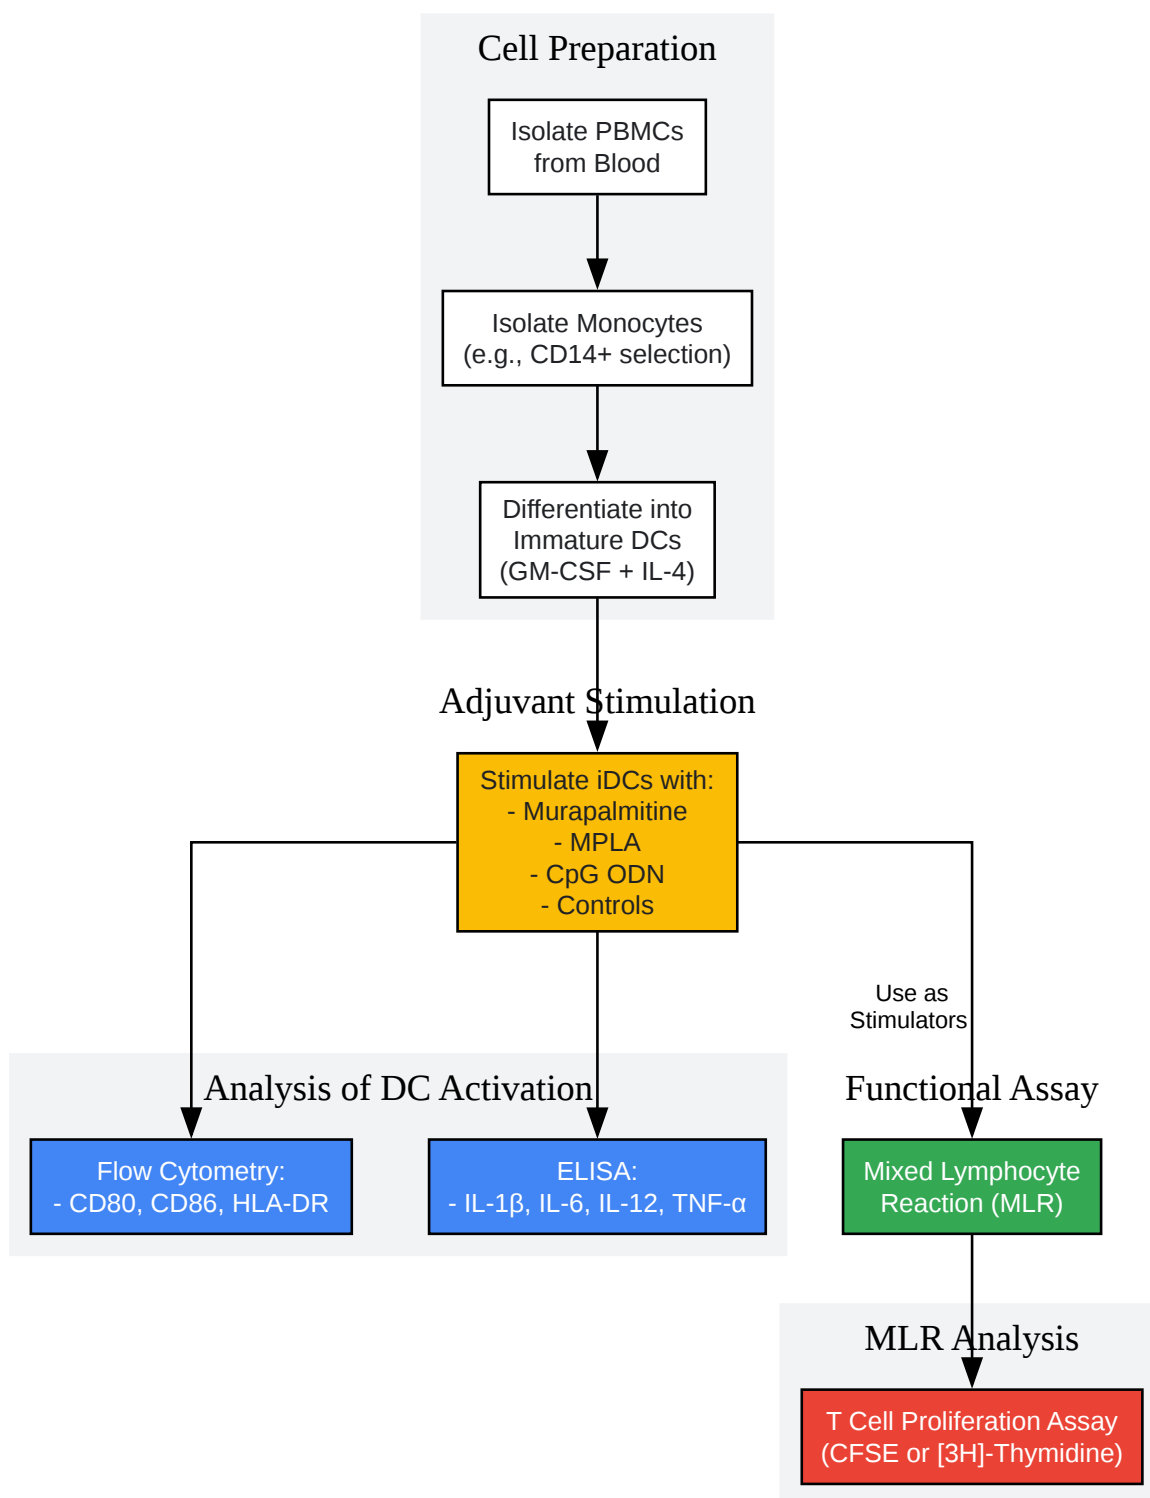 Cell Preparation
Isolate PBMCs
from Blood
Isolate Monocytes
(e.g., CD14+ selection)
Differentiate into
Immature DCs
(GM-CSF + IL-4)
Adjuvant Stimulation
Stimulate iDCs with:
- Murapalmitine
- MPLA
- CpG ODN
- Controls
Use as
Stimulators
Analysis of DC Activation
Flow Cytometry:
- CD80, CD86, HLA-DR
ELISA:
- IL-1β, IL-6, IL-12, TNF-α
Functional Assay
Mixed Lymphocyte
Reaction (MLR)
MLR Analysis
T Cell Proliferation Assay
(CFSE or [3H]-Thymidine)